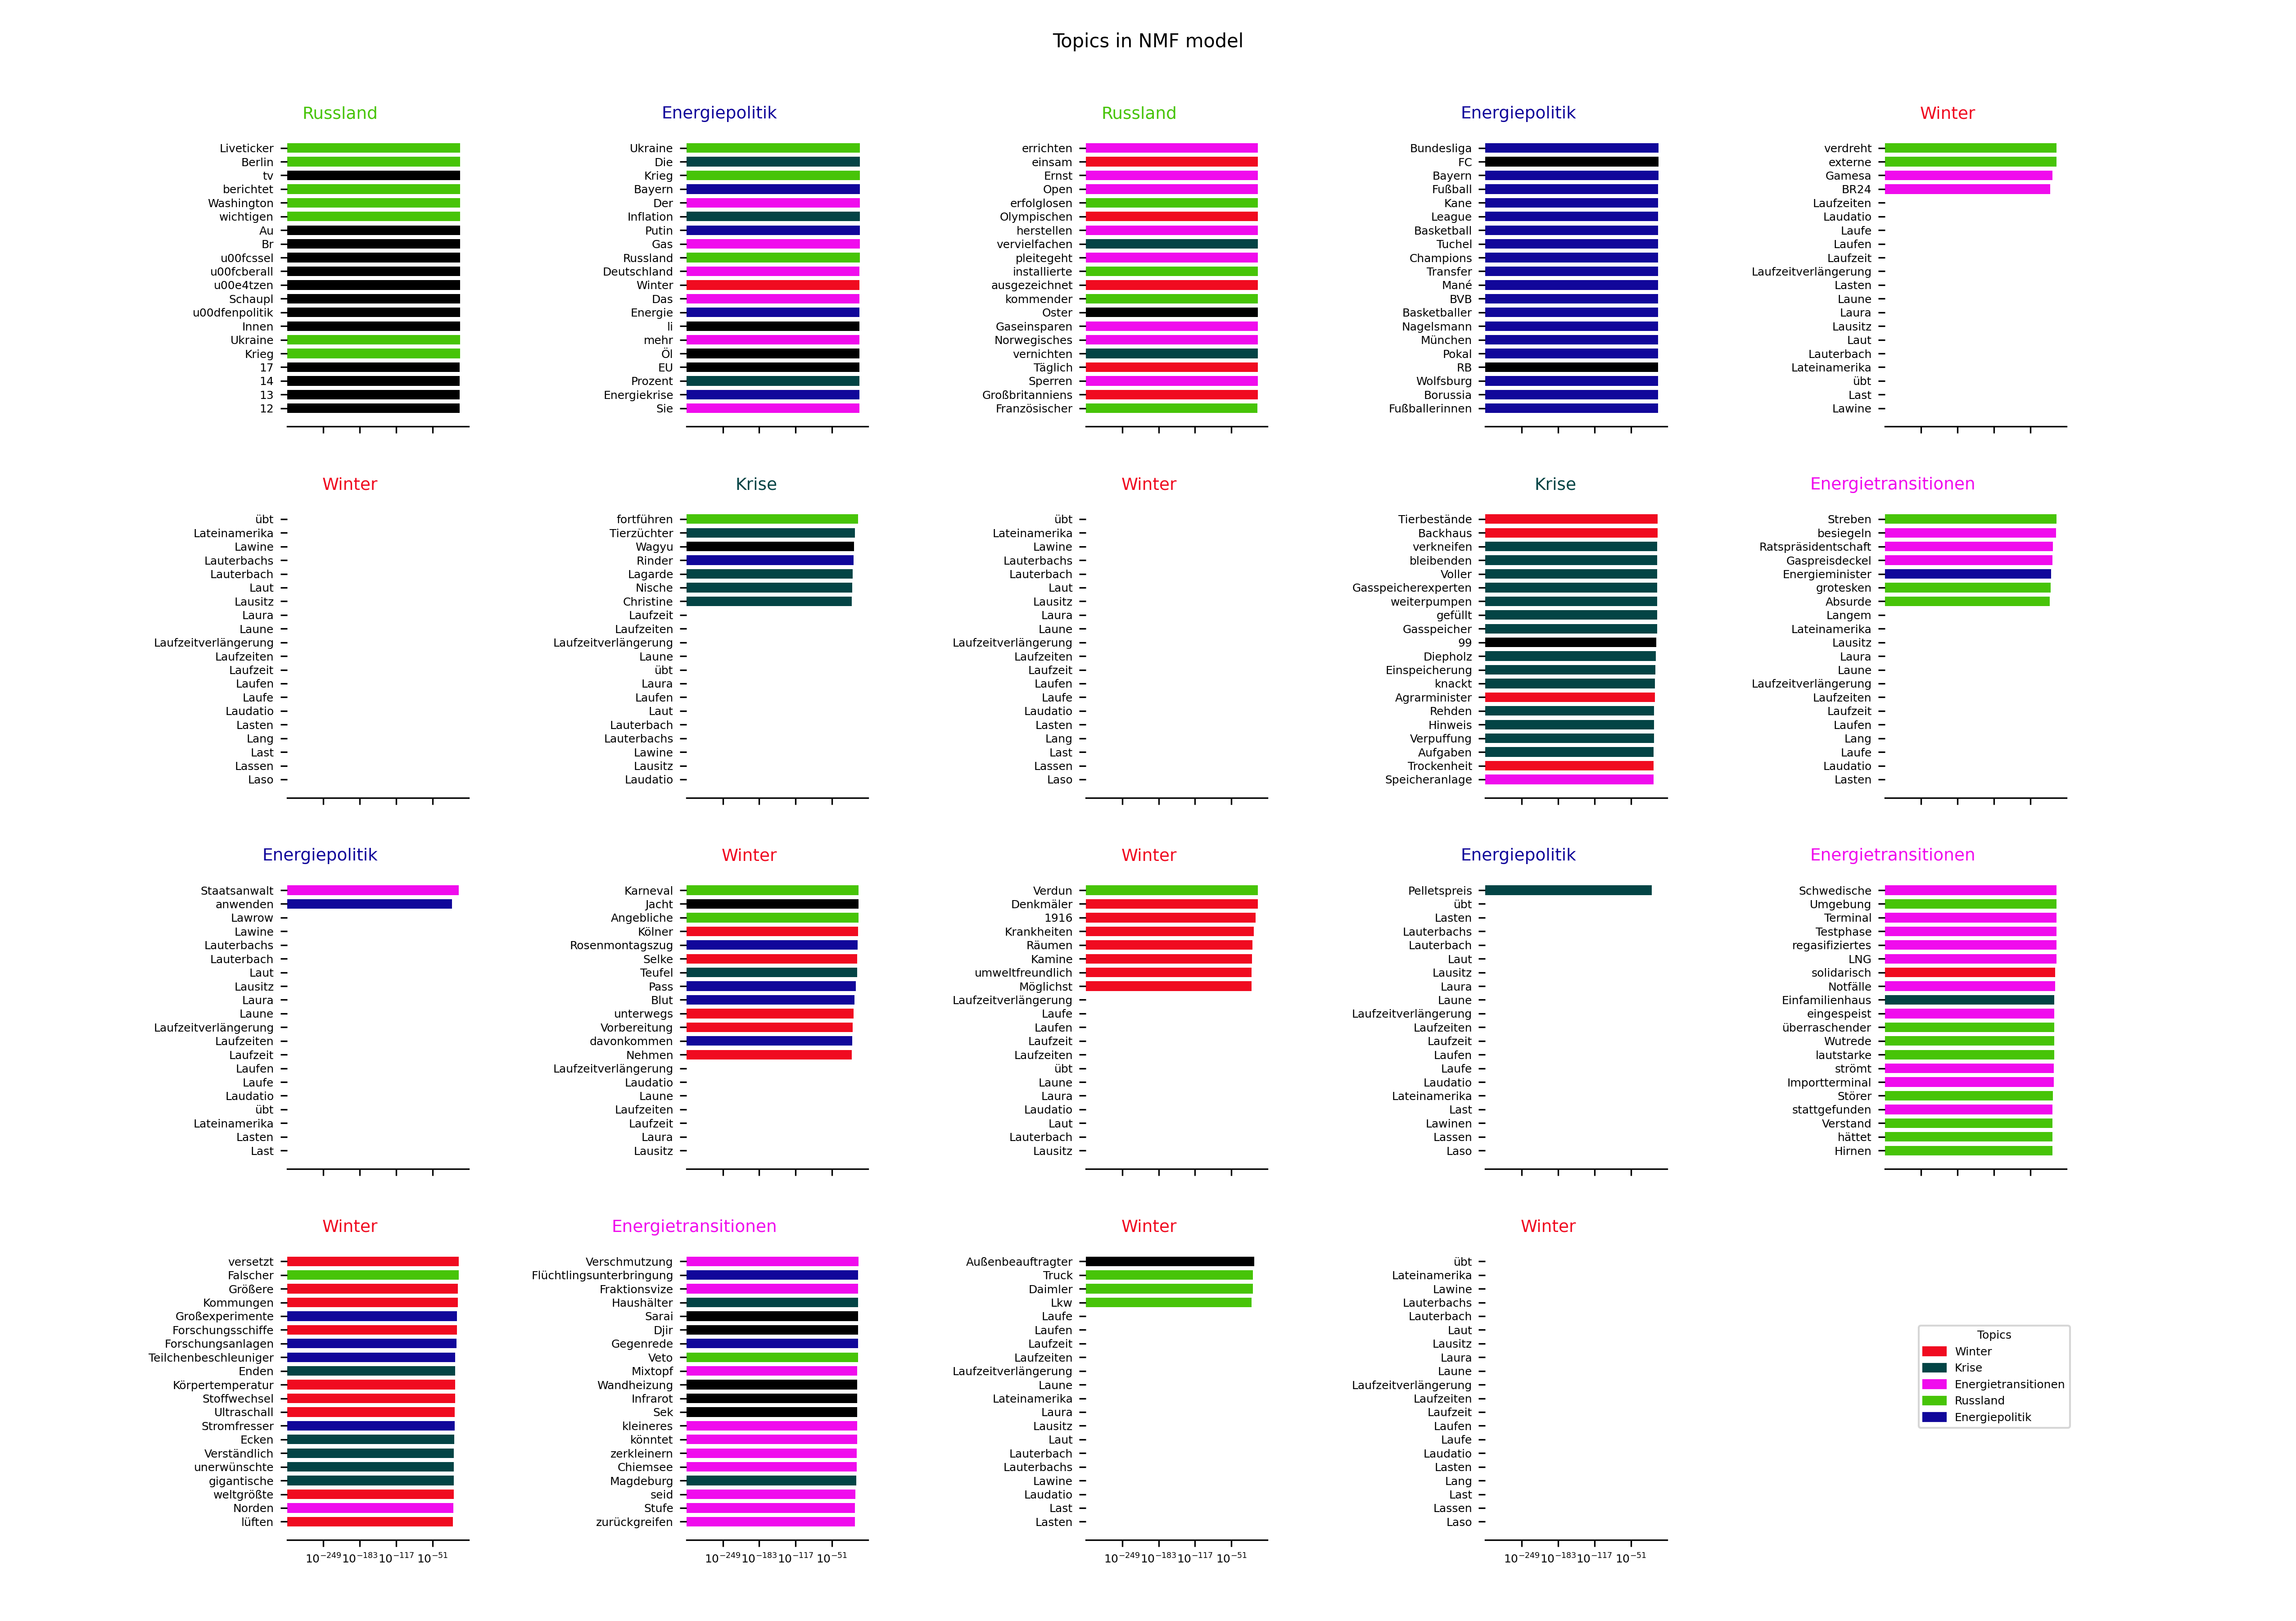 Topics in NMF model
Russland
Liveticker
Berlin
tv
berichtet
Washington
wichtigen
Au
Br
u00fcssel
u00fcberall
u00e4tzen
Schaupl
u00dfenpolitik
Innen
Ukraine
Krieg
17
14
13
12
Energiepolitik
Ukraine
Die
Krieg
Bayern
Der
Inflation
Putin
Gas
Russland
Deutschland
Winter
Das
Energie
li
mehr
Öl
EU
Prozent
Energiekrise
Sie
Russland
errichten
einsam
Ernst
Open
erfolglosen
Olympischen
herstellen
vervielfachen
pleitegeht
installierte
ausgezeichnet
kommender
Oster
Gaseinsparen
Norwegisches
vernichten
Täglich
Sperren
Großbritanniens
Französischer
Energiepolitik
Bundesliga
FC
Bayern
Fußball
Kane
League
Basketball
Tuchel
Champions
Transfer
Mané
BVB
Basketballer
Nagelsmann
München
Pokal
RB
Wolfsburg
Borussia
Fußballerinnen
Winter
verdreht
externe
Gamesa
BR24
Laufzeiten
Laudatio
Laufe
Laufen
Laufzeit
Laufzeitverlängerung
Lasten
Laune
Laura
Lausitz
Laut
Lauterbach
Lateinamerika
übt
Last
Lawine
Winter
übt
Lateinamerika
Lawine
Lauterbachs
Lauterbach
Laut
Lausitz
Laura
Laune
Laufzeitverlängerung
Laufzeiten
Laufzeit
Laufen
Laufe
Laudatio
Lasten
Lang
Last
Lassen
Laso
Krise
fortführen
Tierzüchter
Wagyu
Rinder
Lagarde
Nische
Christine
Laufzeit
Laufzeiten
Laufzeitverlängerung
Laune
übt
Laura
Laufen
Laut
Lauterbach
Lauterbachs
Lawine
Lausitz
Laudatio
Winter
übt
Lateinamerika
Lawine
Lauterbachs
Lauterbach
Laut
Lausitz
Laura
Laune
Laufzeitverlängerung
Laufzeiten
Laufzeit
Laufen
Laufe
Laudatio
Lasten
Lang
Last
Lassen
Laso
Krise
Tierbestände
Backhaus
verkneifen
bleibenden
Voller
Gasspeicherexperten
weiterpumpen
gefüllt
Gasspeicher
99
Diepholz
Einspeicherung
knackt
Agrarminister
Rehden
Hinweis
Verpuffung
Aufgaben
Trockenheit
Speicheranlage
Energietransitionen
Streben
besiegeln
Ratspräsidentschaft
Gaspreisdeckel
Energieminister
grotesken
Absurde
Langem
Lateinamerika
Lausitz
Laura
Laune
Laufzeitverlängerung
Laufzeiten
Laufzeit
Laufen
Lang
Laufe
Laudatio
Lasten
Energiepolitik
Staatsanwalt
anwenden
Lawrow
Lawine
Lauterbachs
Lauterbach
Laut
Lausitz
Laura
Laune
Laufzeitverlängerung
Laufzeiten
Laufzeit
Laufen
Laufe
Laudatio
übt
Lateinamerika
Lasten
Last
Winter
Karneval
Jacht
Angebliche
Kölner
Rosenmontagszug
Selke
Teufel
Pass
Blut
unterwegs
Vorbereitung
davonkommen
Nehmen
Laufzeitverlängerung
Laudatio
Laune
Laufzeiten
Laufzeit
Laura
Lausitz
Winter
Verdun
Denkmäler
1916
Krankheiten
Räumen
Kamine
umweltfreundlich
Möglichst
Laufzeitverlängerung
Laufe
Laufen
Laufzeit
Laufzeiten
übt
Laune
Laura
Laudatio
Laut
Lauterbach
Lausitz
Energiepolitik
Pelletspreis
übt
Lasten
Lauterbachs
Lauterbach
Laut
Lausitz
Laura
Laune
Laufzeitverlängerung
Laufzeiten
Laufzeit
Laufen
Laufe
Laudatio
Lateinamerika
Last
Lawinen
Lassen
Laso
Energietransitionen
Schwedische
Umgebung
Terminal
Testphase
regasifiziertes
LNG
solidarisch
Notfälle
Einfamilienhaus
eingespeist
überraschender
Wutrede
lautstarke
strömt
Importterminal
Störer
stattgefunden
Verstand
hättet
Hirnen
Winter
versetzt
Falscher
Größere
Kommungen
Großexperimente
Forschungsschiffe
Forschungsanlagen
Teilchenbeschleuniger
Enden
Körpertemperatur
Stoffwechsel
Ultraschall
Stromfresser
Ecken
Verständlich
unerwünschte
gigantische
weltgrößte
Norden
lüften
10^-249 10^-183 10^-117 10^-51
Energietransitionen
Verschmutzung
Flüchtlingsunterbringung
Fraktionsvize
Haushälter
Sarai
Djir
Gegenrede
Veto
Mixtopf
Wandheizung
Infrarot
Sek
kleineres
könntet
zerkleinern
Chiemsee
Magdeburg
seid
Stufe
zurückgreifen
10^-249 10^-183 10^-117 10^-51
Winter
Außenbeauftragter
Truck
Daimler
Lkw
Laufe
Laufen
Laufzeit
Laufzeiten
Laufzeitverlängerung
Laune
Lateinamerika
Laura
Lausitz
Laut
Lauterbach
Lauterbachs
Lawine
Laudatio
Last
Lasten
10^-249 10^-183 10^-117 10^-51
Winter
übt
Lateinamerika
Lawine
Lauterbachs
Lauterbach
Laut
Lausitz
Laura
Laune
Laufzeitverlängerung
Laufzeiten
Laufzeit
Laufen
Laufe
Laudatio
Lasten
Lang
Last
Lassen
Laso
10^-249 10^-183 10^-117 10^-51
Topics
Winter
Krise
Energietransitionen
Russland
Energiepolitik